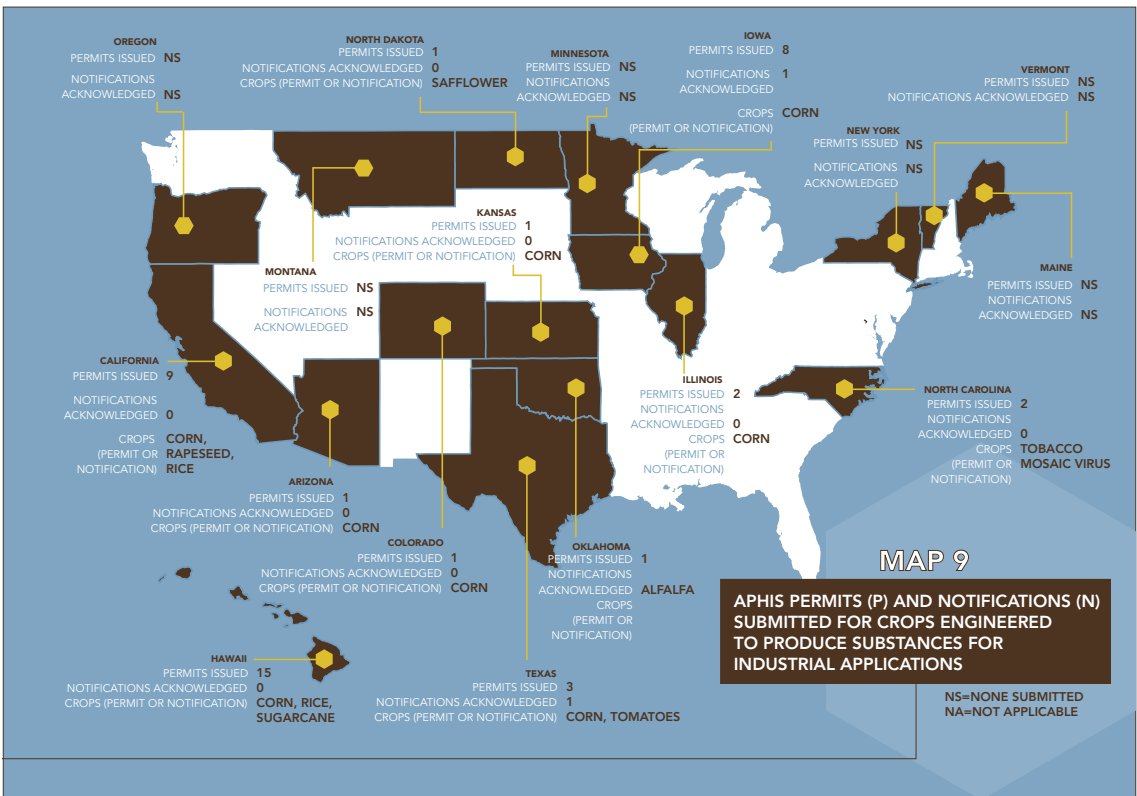 OREGON
PERMITS ISSUED NS
NOTIFICATIONS
ACKNOWLEDGED NS
NORTH DAKOTA
PERMITS ISSUED 1
NOTIFICATIONS ACKNOWLEDGED 0
CROPS (PERMIT OR NOTIFICATION) SAFFLOWER
MINNESOTA
PERMITS ISSUED NS
NOTIFICATIONS
ACKNOWLEDGED NS
IOWA
PERMITS ISSUED 8
NOTIFICATIONS 1
ACKNOWLEDGED
CROPS CORN
(PERMIT OR NOTIFICATION)
VERMONT
PERMITS ISSUED NS
NOTIFICATIONS ACKNOWLEDGED NS
NEW YORK
PERMITS ISSUED NS
NOTIFICATIONS NS
ACKNOWLEDGED
KANSAS
PERMITS ISSUED 1
NOTIFICATIONS ACKNOWLEDGED 0
CROPS (PERMIT OR NOTIFICATION) CORN
MONTANA
PERMITS ISSUED NS
NOTIFICATIONS NS
ACKNOWLEDGED
MAINE
PERMITS ISSUED NS
NOTIFICATIONS
ACKNOWLEDGED NS
CALIFORNIA
PERMITS ISSUED 9
NOTIFICATIONS
ACKNOWLEDGED 0
CROPS CORN,
(PERMIT OR RAPESEED,
NOTIFICATION) RICE
ILLINOIS
PERMITS ISSUED 2
NOTIFICATIONS
ACKNOWLEDGED 0
CROPS CORN
(PERMIT OR
NOTIFICATION)
NORTH CAROLINA
PERMITS ISSUED 2
NOTIFICATIONS
ACKNOWLEDGED 0
CROPS TOBACCO
(PERMIT OR MOSAIC VIRUS
NOTIFICATION)
ARIZONA
PERMITS ISSUED 1
NOTIFICATIONS ACKNOWLEDGED 0
CROPS (PERMIT OR NOTIFICATION) CORN
COLORADO
PERMITS ISSUED 1
NOTIFICATIONS ACKNOWLEDGED 0
CROPS (PERMIT OR NOTIFICATION) CORN
OKLAHOMA
PERMITS ISSUED 1
NOTIFICATIONS
ACKNOWLEDGED ALFALFA
CROPS
(PERMIT OR
NOTIFICATION)
HAWAII
PERMITS ISSUED 15
NOTIFICATIONS ACKNOWLEDGED 0
CROPS (PERMIT OR NOTIFICATION) CORN, RICE,
SUGARCANE
TEXAS
PERMITS ISSUED 3
NOTIFICATIONS ACKNOWLEDGED 1
CROPS (PERMIT OR NOTIFICATION) CORN, TOMATOES
MAP 9
APHIS PERMITS (P) AND NOTIFICATIONS (N)
SUBMITTED FOR CROPS ENGINEERED
TO PRODUCE SUBSTANCES FOR
INDUSTRIAL APPLICATIONS
NS=NONE SUBMITTED
NA=NOT APPLICABLE